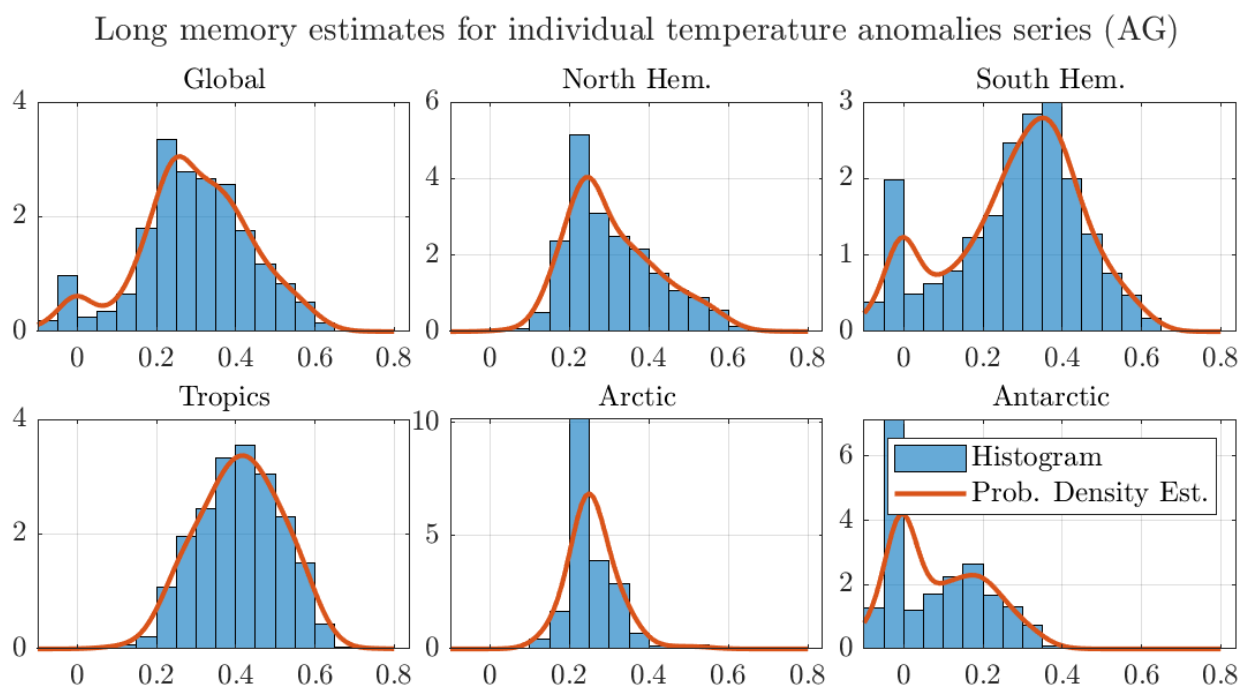 Long memory estimates for individual temperature anomalies series (AG)
Global
4
2
0
0 0.2 0.4 0.6 0.8
North Hem.
6
4
2
0
0 0.2 0.4 0.6 0.8
South Hem.
3
2
1
0
0 0.2 0.4 0.6 0.8
Tropics
4
2
0
0 0.2 0.4 0.6 0.8
Arctic
10
5
0
0 0.2 0.4 0.6 0.8
Antarctic
6
4
2
0
0 0.2 0.4 0.6 0.8
Histogram
Prob. Density Est.